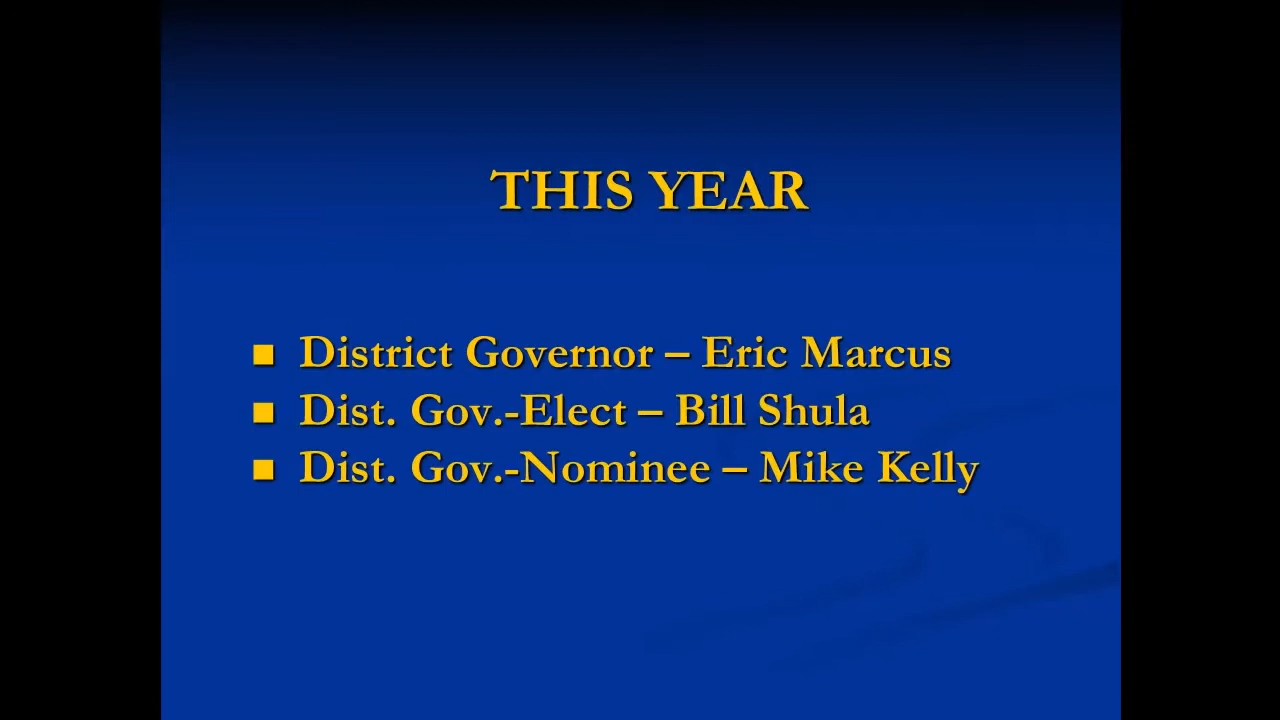 THIS YEAR
■ District Governor – Eric Marcus
■ Dist. Gov.-Elect – Bill Shula
■ Dist. Gov.-Nominee – Mike Kelly